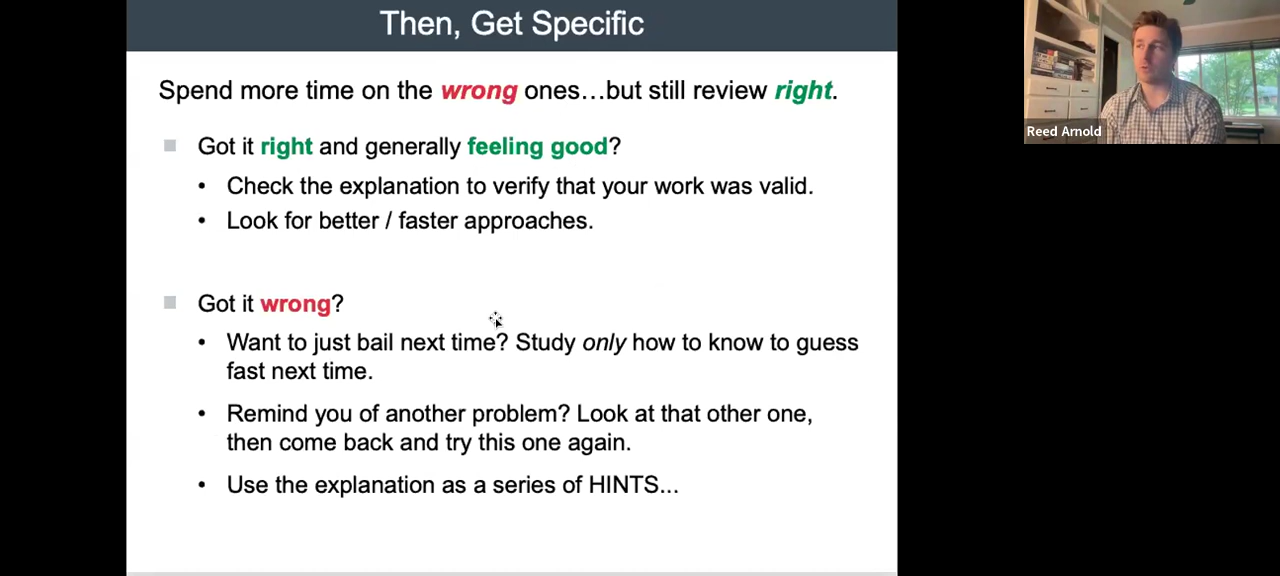 Then, Get Specific
Spend more time on the wrong ones...but still review right.
Got it right and generally feeling good?
• Check the explanation to verify that your work was valid.
• Look for better / faster approaches.
Got it wrong?
• Want to just bail next time? Study only how to know to guess
fast next time.
• Remind you of another problem? Look at that other one,
then come back and try this one again.
• Use the explanation as a series of HINTS...
Reed Arnold